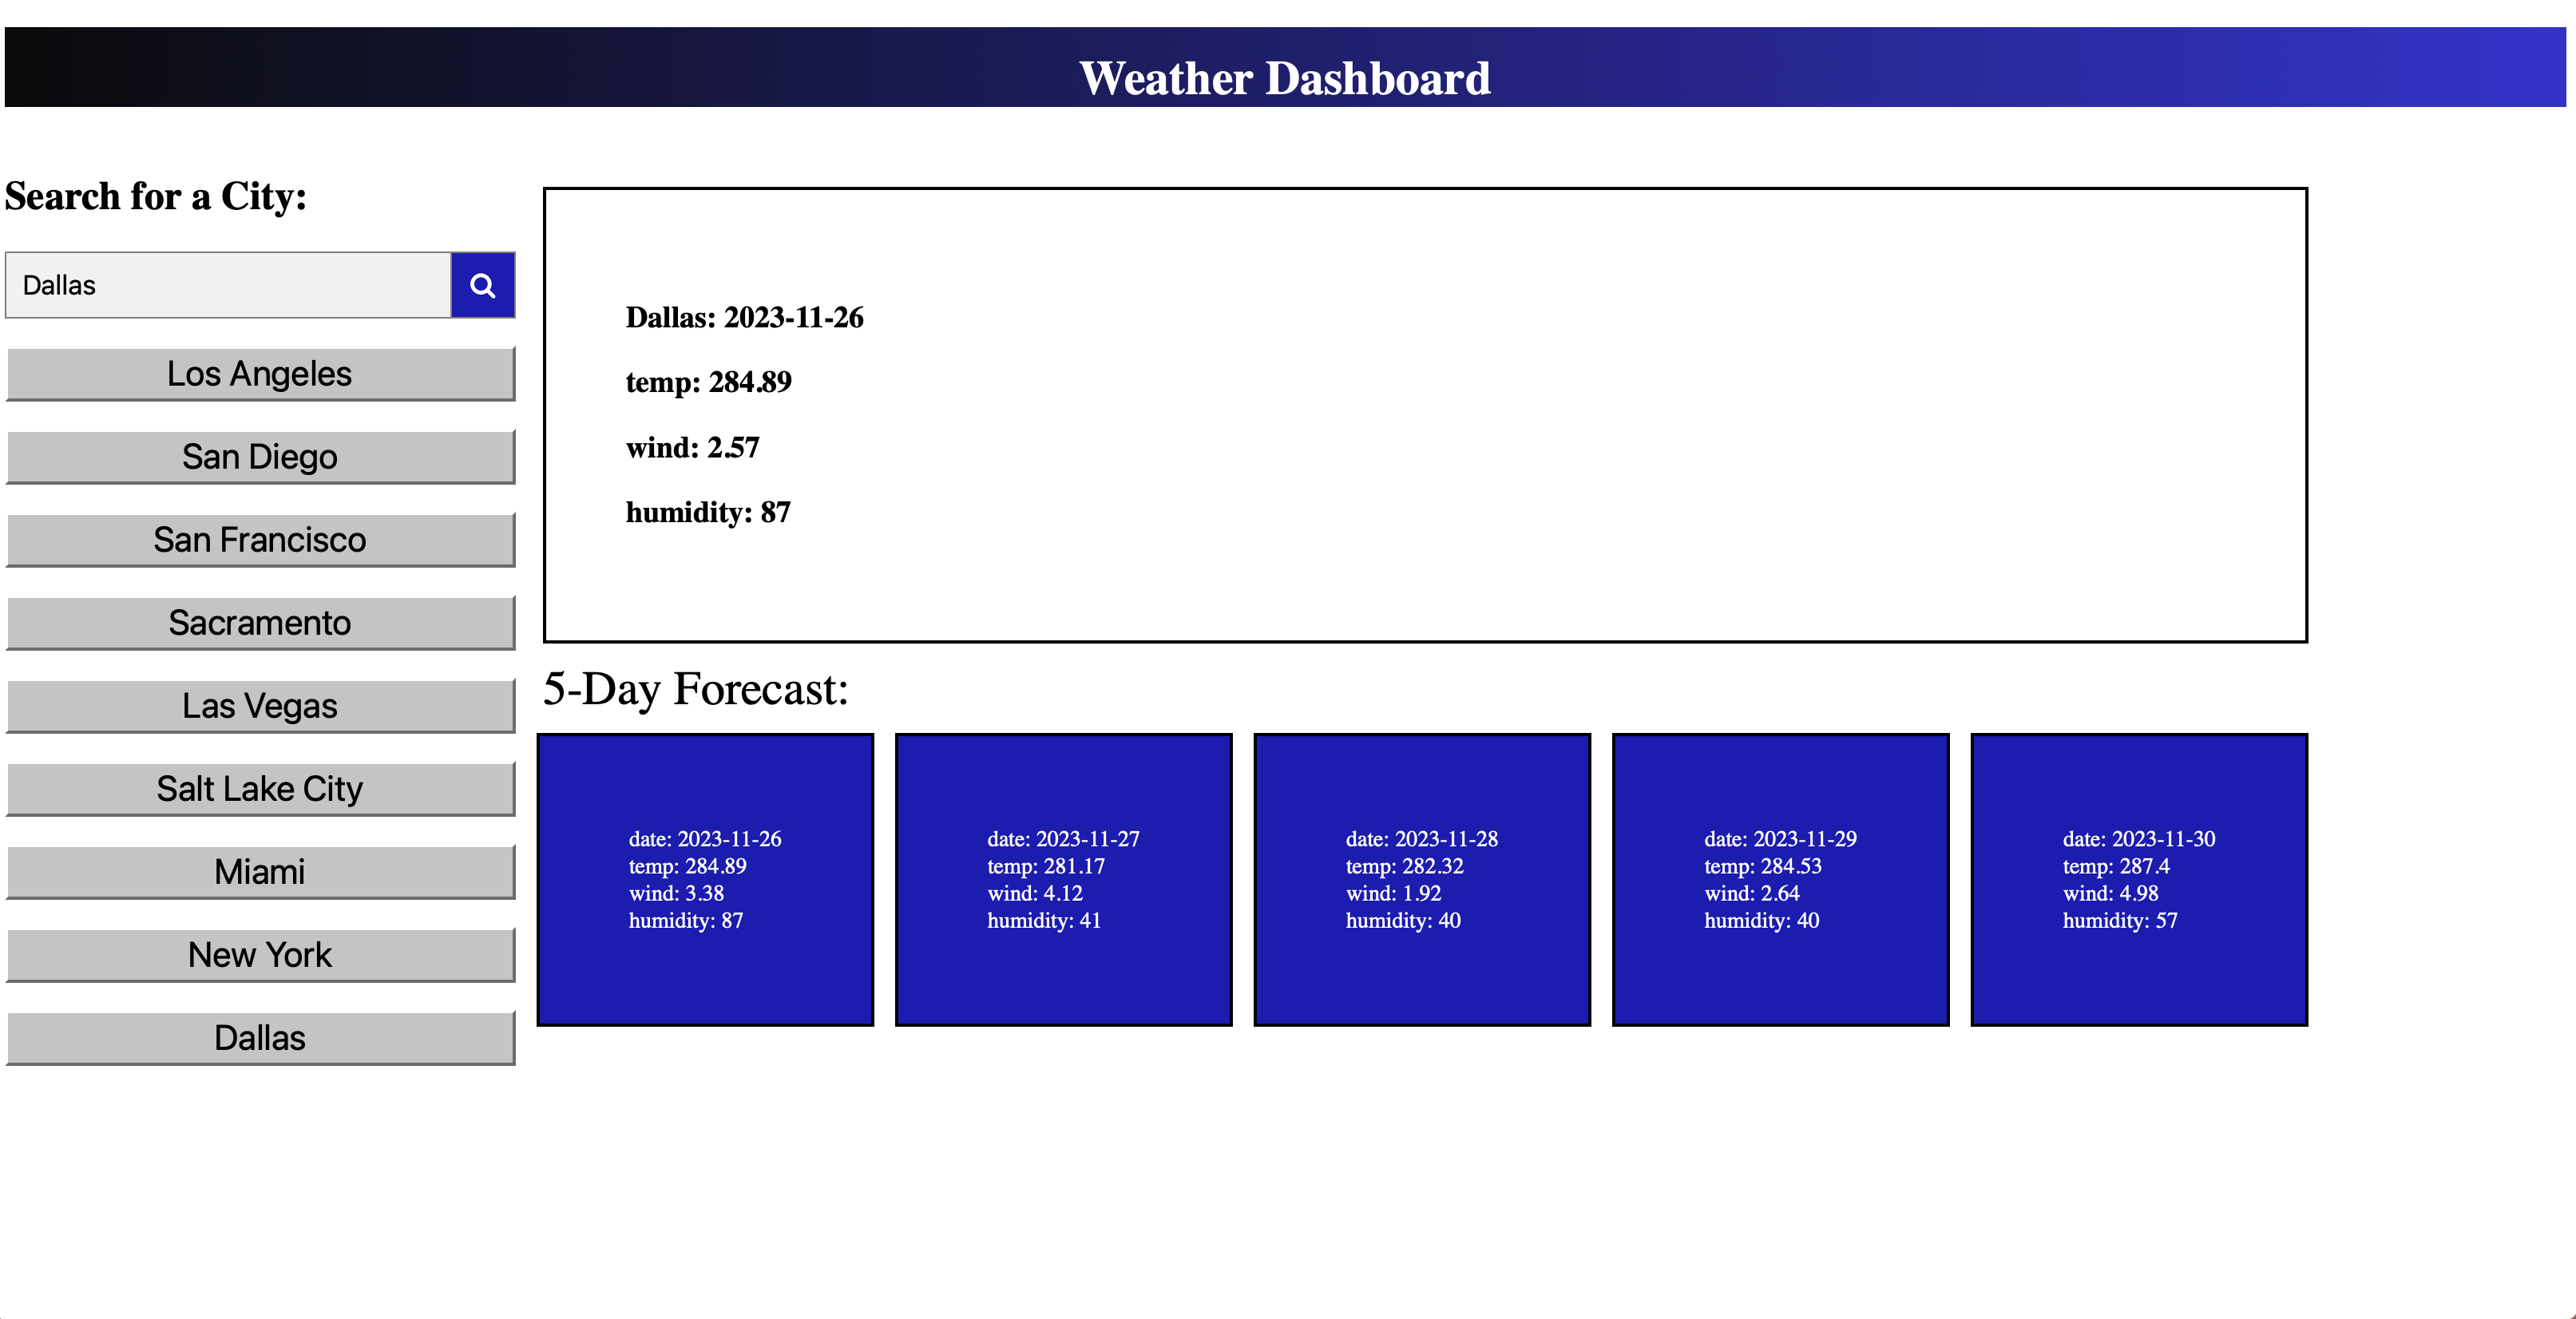 Weather Dashboard
Search for a City:
Dallas
Los Angeles
San Diego
San Francisco
Sacramento
Las Vegas
Salt Lake City
Miami
New York
Dallas
Dallas: 2023-11-26
temp: 284.89
wind: 2.57
humidity: 87
5-Day Forecast:
date: 2023-11-26
temp: 284.89
wind: 3.38
humidity: 87
date: 2023-11-27
temp: 281.17
wind: 4.12
humidity: 41
date: 2023-11-28
temp: 282.32
wind: 1.92
humidity: 40
date: 2023-11-29
temp: 284.53
wind: 2.64
humidity: 40
date: 2023-11-30
temp: 287.4
wind: 4.98
humidity: 57